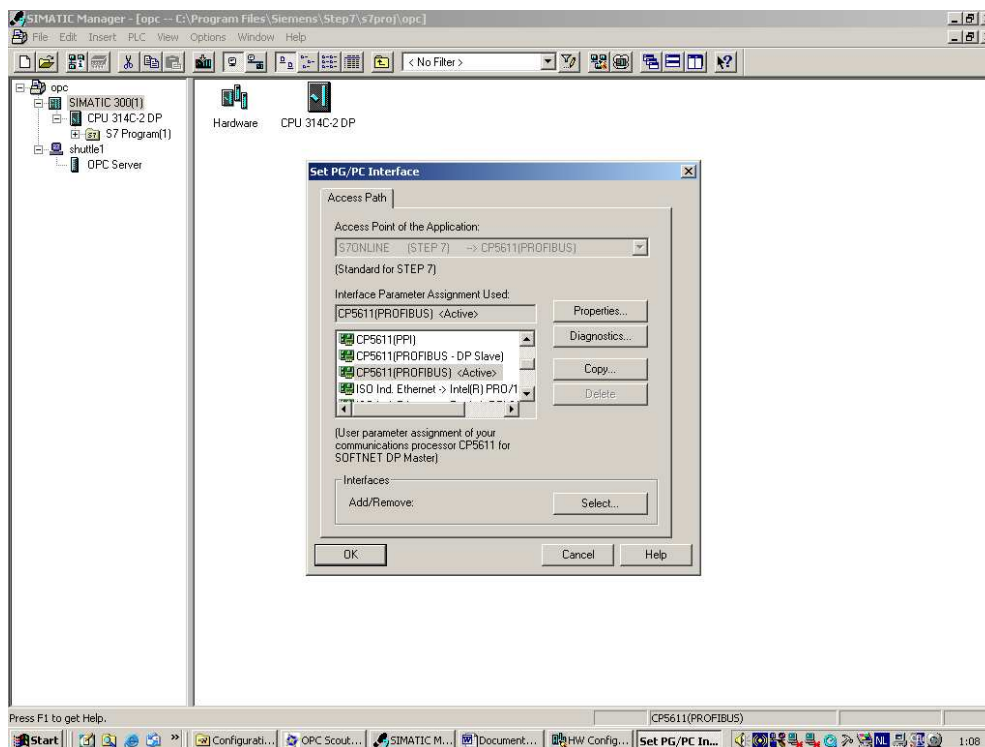 SIMATIC Manager - [opc -- C:\Program Files\Siemens\Step7\s7proj\opc]
File Edit Insert PLC View Options Window Help
< No Filter >
opc
SIMATIC 300(1)
CPU 314C-2 DP
S7 Program(1)
shuttle1
OPC Server
Hardware
CPU 314C-2 DP
Set PG/PC Interface
Access Path
Access Point of the Application:
S7ONLINE (STEP 7) --> CP5611(PROFIBUS)
(Standard for STEP 7)
Interface Parameter Assignment Used:
CP5611(PROFIBUS) <Active>
Properties...
CP5611(PPI)
Diagnostics...
CP5611(PROFIBUS - DP Slave)
CP5611(PROFIBUS) <Active>
Copy...
ISO Ind. Ethernet -> Intel(R) PRO/1
Delete
(User parameter assignment of your
communications processor CP5611 for
SOFTNET DP Master)
Interfaces
Add/Remove:
Select...
OK
Cancel
Help
Press F1 to get Help.
CP5611(PROFIBUS)
Start
Configurati...
OPC Scout...
SIMATIC M...
Document...
HW Config...
Set PG/PC In...
NL
1:08